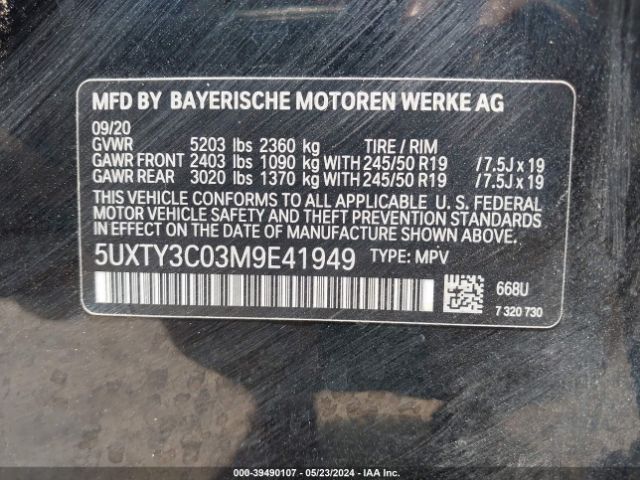 MFD BY BAYERISCHE MOTOREN WERKE AG
09/20
GVWR 5203 lbs 2360 kg TIRE / RIM
GAWR FRONT 2403 lbs 1090 kg WITH 245/50 R19 /7.5J x 19
GAWR REAR 3020 lbs 1370 kg WITH 245/50 R19 /7.5J x 19
THIS VEHICLE CONFORMS TO ALL APPLICABLE U. S. FEDERAL
MOTOR VEHICLE SAFETY AND THEFT PREVENTION STANDARDS
IN EFFECT ON THE DATE OF MANUFACTURE SHOWN ABOVE.
5UXTY3C03M9E41949 TYPE: MPV
668U
7 320 730
000-39490107 - 05/23/2024 - IAA Inc.